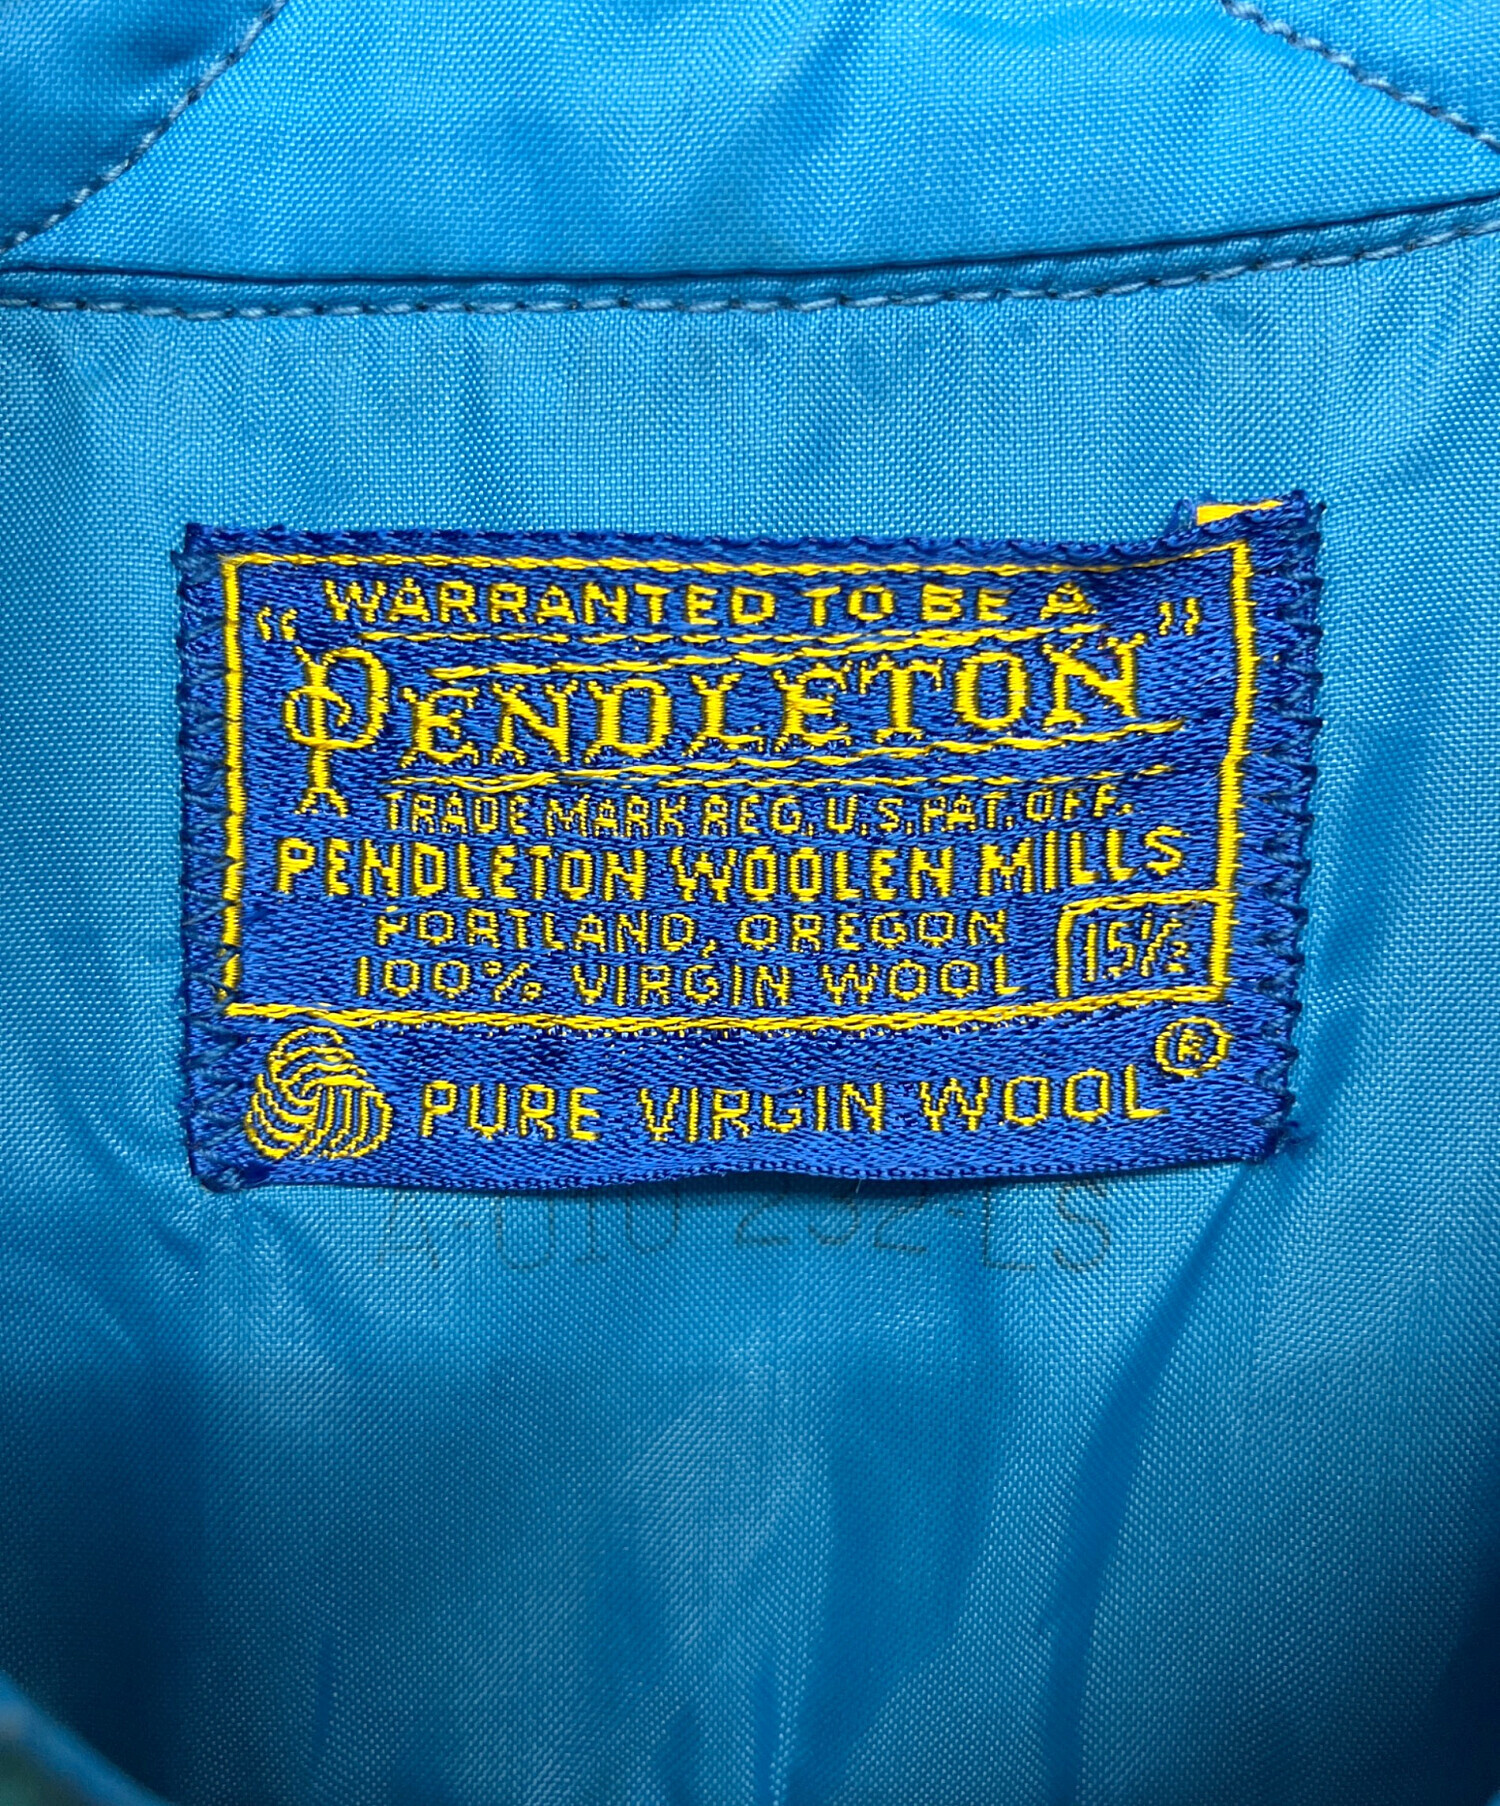 WARRANTED TO BE A
"PENDLETON"
TRADE MARK REG. U.S. PAT. OFF.
PENDLETON WOOLEN MILLS
PORTLAND, OREGON
100% VIRGIN WOOL 15½
PURE VIRGIN WOOL ®